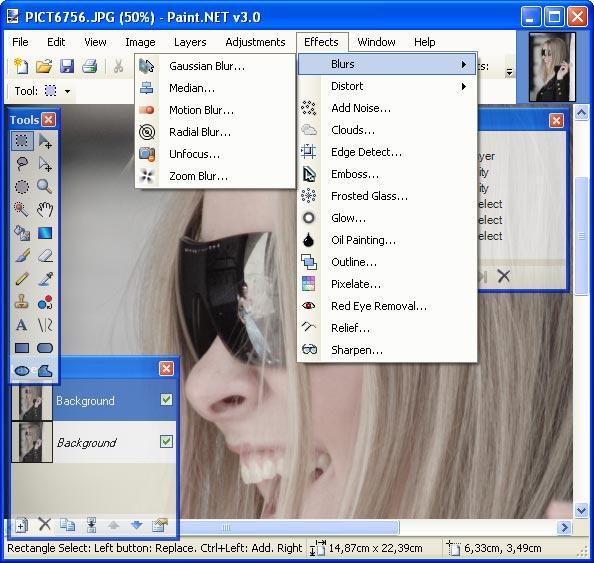 PICT6756.JPG (50%) - Paint.NET v3.0
File Edit View Image Layers Adjustments Effects Window Help
Tool:
Tools
Gaussian Blur...
Median...
Motion Blur...
Radial Blur...
Unfocus...
Zoom Blur...
Blurs
Distort
Add Noise...
Clouds...
Edge Detect...
Emboss...
Frosted Glass...
Glow...
Oil Painting...
Outline...
Pixelate...
Red Eye Removal...
Relief...
Sharpen...
ts:
yer
ity
ity
elect
elect
elect
Background
Background
Rectangle Select: Left button: Replace. Ctrl+Left: Add. Right
14,87cm x 22,39cm
6,33cm, 3,49cm